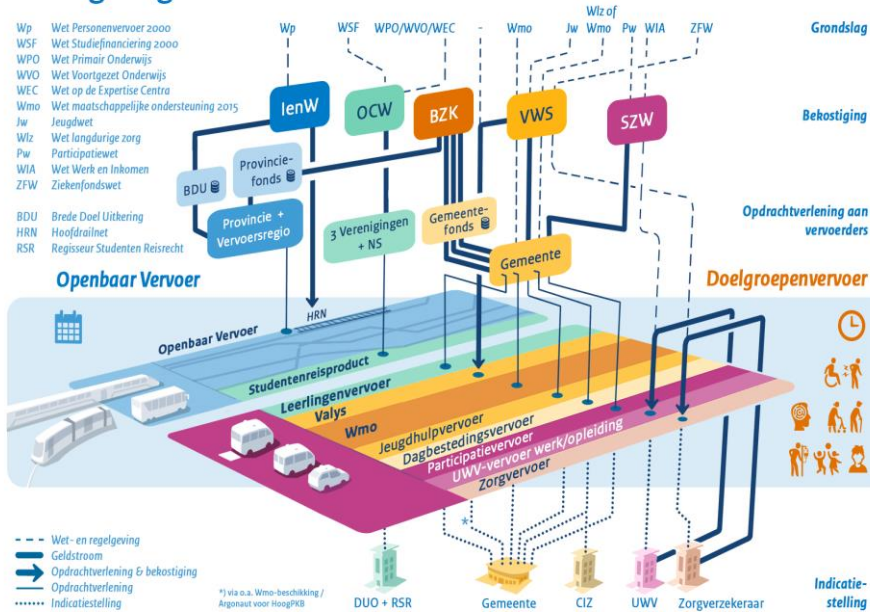 Wp Wet Personenvervoer 2000
WSF Wet Studiefinanciering 2000
WPO Wet Primair Onderwijs
WVO Wet Voortgezet Onderwijs
WEC Wet op de Expertise Centra
Wmo Wet maatschappelijke ondersteuning 2015
Jw Jeugdwet
Wlz Wet langdurige zorg
Pw Participatiewet
WIA Wet Werk en Inkomen
ZFW Ziekenfondswet
BDU Brede Doel Uitkering
HRN Hoofdrailnet
RSR Regisseur Studenten Reisrecht
Wp
WSF
WPO/WVO/WEC
-
Wmo
Jw
Wlz of
Wmo
Pw
WIA
ZFW
Grondslag
IenW
OCW
BZK
VWS
SZW
Bekostiging
BDU
Provincie-
fonds
Provincie +
Vervoersregio
3 Verenigingen
+ NS
Gemeente-
fonds
Gemeente
Opdrachtverlening aan
vervoerders
Openbaar Vervoer
Doelgroepenvervoer
HRN
Openbaar Vervoer
Studentenreisproduct
Leerlingenvervoer
Valys
Wmo
Jeugdhulpvervoer
Dagbestedingsvervoer
Participatievervoer
UWV-vervoer werk/opleiding
Zorgvervoer
*
Wet- en regelgeving
Geldstroom
Opdrachtverlening & bekostiging
Opdrachtverlening
Indicatiestelling
*) via o.a. Wmo-beschikking /
Argonaut voor HoogPKB
DUO + RSR
Gemeente
CIZ
UWV
Zorgverzekeraar
Indicatie-
stelling